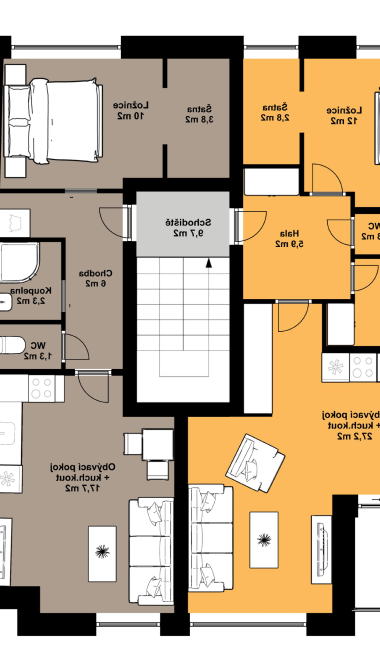 Ložnice
10 m2
Šatna
3,8 m2
Šatna
2,8 m2
Ložnice
12 m2
Schodiště
9,7 m2
Hala
5,9 m2
WC
Chodba
6 m2
Koupelna
2,3 m2
WC
1,3 m2
Obývací pokoj
+ kuch.kout
17,7 m2
bývací pokoj
+ kuch.kout
27,2 m2